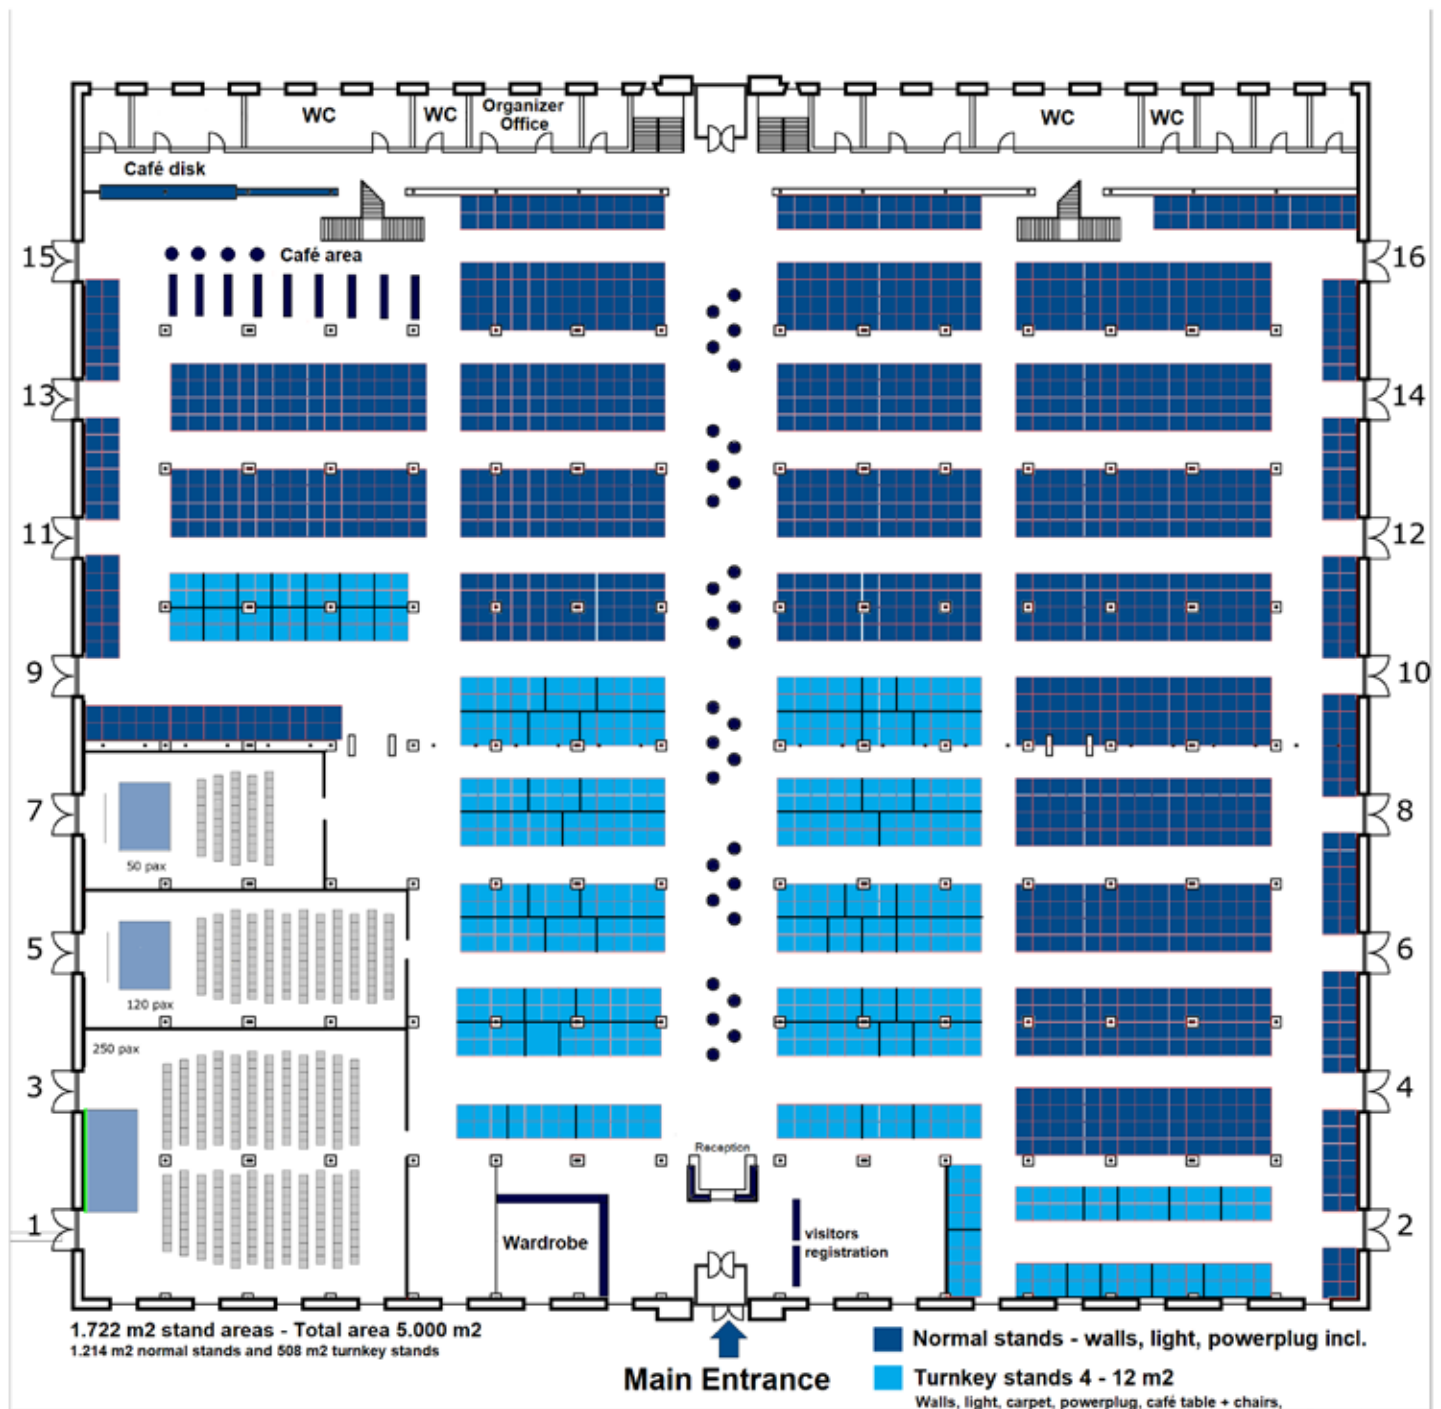 WC
WC
Organizer
Office
WC
WC
Café disk
15
Café area
16
13
14
11
12
9
10
7
50 pax
8
5
120 pax
6
250 pax
3
4
Reception
1
Wardrobe
visitors
registration
2
1.722 m2 stand areas - Total area 5.000 m2
1.214 m2 normal stands and 508 m2 turnkey stands
Main Entrance
Normal stands - walls, light, powerplug incl.
Turnkey stands 4 - 12 m2
Walls, light, carpet, powerplug, café table + chairs,